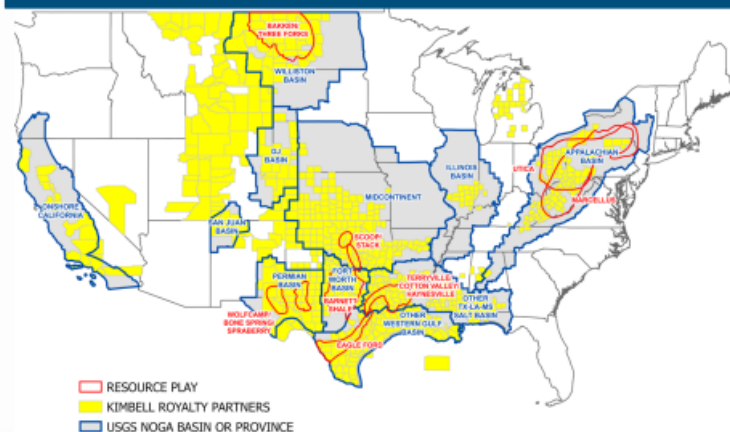 BAKKEN/
THREE FORKS
WILLISTON
BASIN
DJ
BASIN
ILLINOIS
BASIN
APPALACHIAN
BASIN
UTICA
MARCELLUS
ONSHORE
CALIFORNIA
SAN JUAN
BASIN
MIDCONTINENT
SCOOP/
STACK
PERMIAN
BASIN
FORT
WORTH
BASIN
BARNETT
SHALE
TERRYVILLE/
COTTON VALLEY/
HAYNESVILLE
WOLFCAMP/
BONE SPRING/
SPRABERRY
OTHER
WESTERN GULF
BASIN
OTHER
TX-LA-MS
SALT BASIN
EAGLE FORD
RESOURCE PLAY
KIMBELL ROYALTY PARTNERS
USGS NOGA BASIN OR PROVINCE